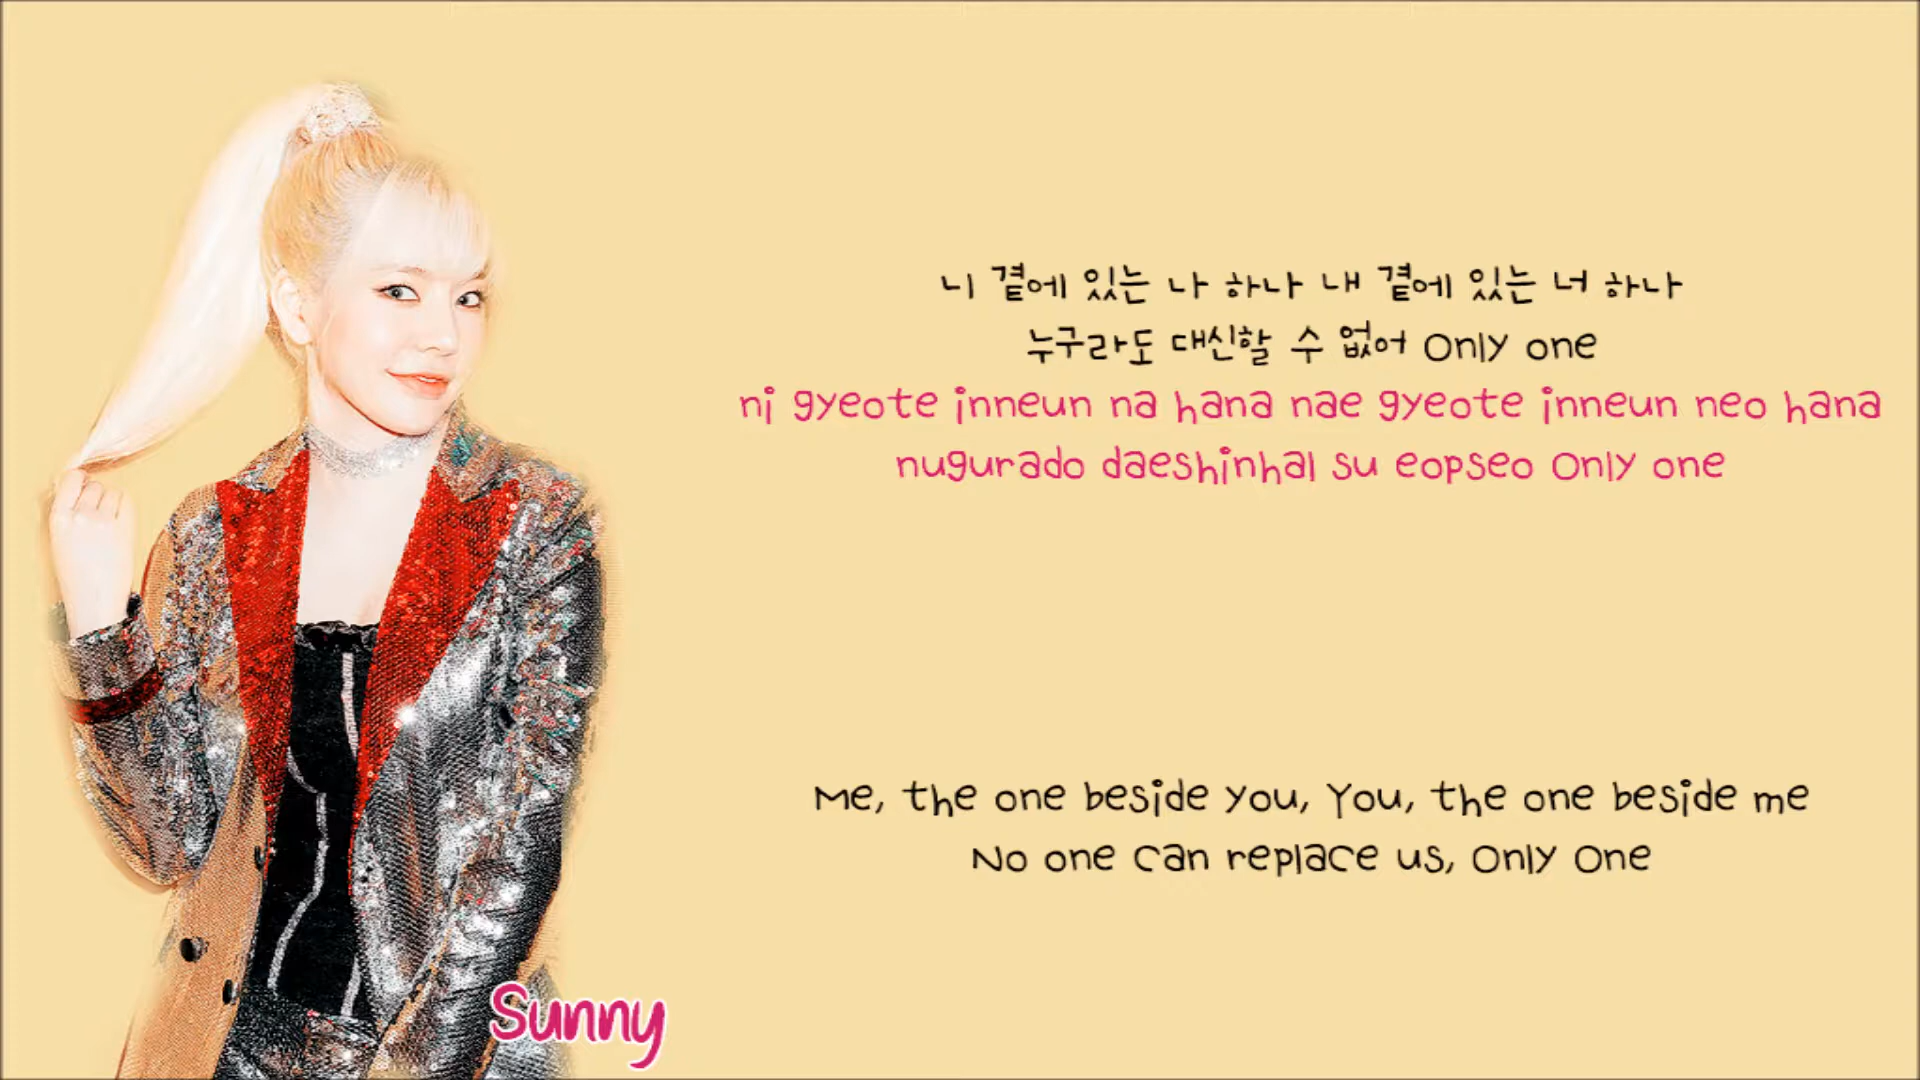 니 곁에 있는 나 하나 내 곁에 있는 너 하나
누구라도 대신할 수 없어 Only one
ni gyeote inneun na hana nae gyeote inneun neo hana
nugurado daeshinhal su eopseo Only one
Me, the one beside you, You, the one beside me
No one can replace us, Only One
Sunny